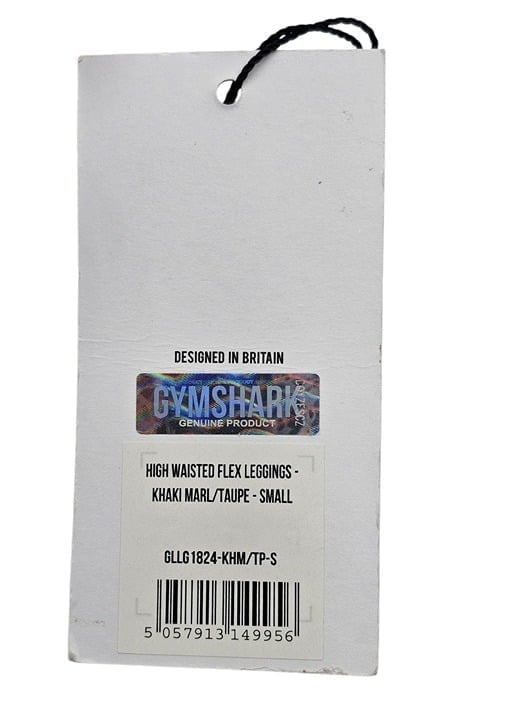 DESIGNED IN BRITAIN
GYMSHARK
GENUINE PRODUCT
HIGH WAISTED FLEX LEGGINGS -
KHAKI MARL/TAUPE - SMALL
GLLG1824-KHM/TP-S
5 057913 149956